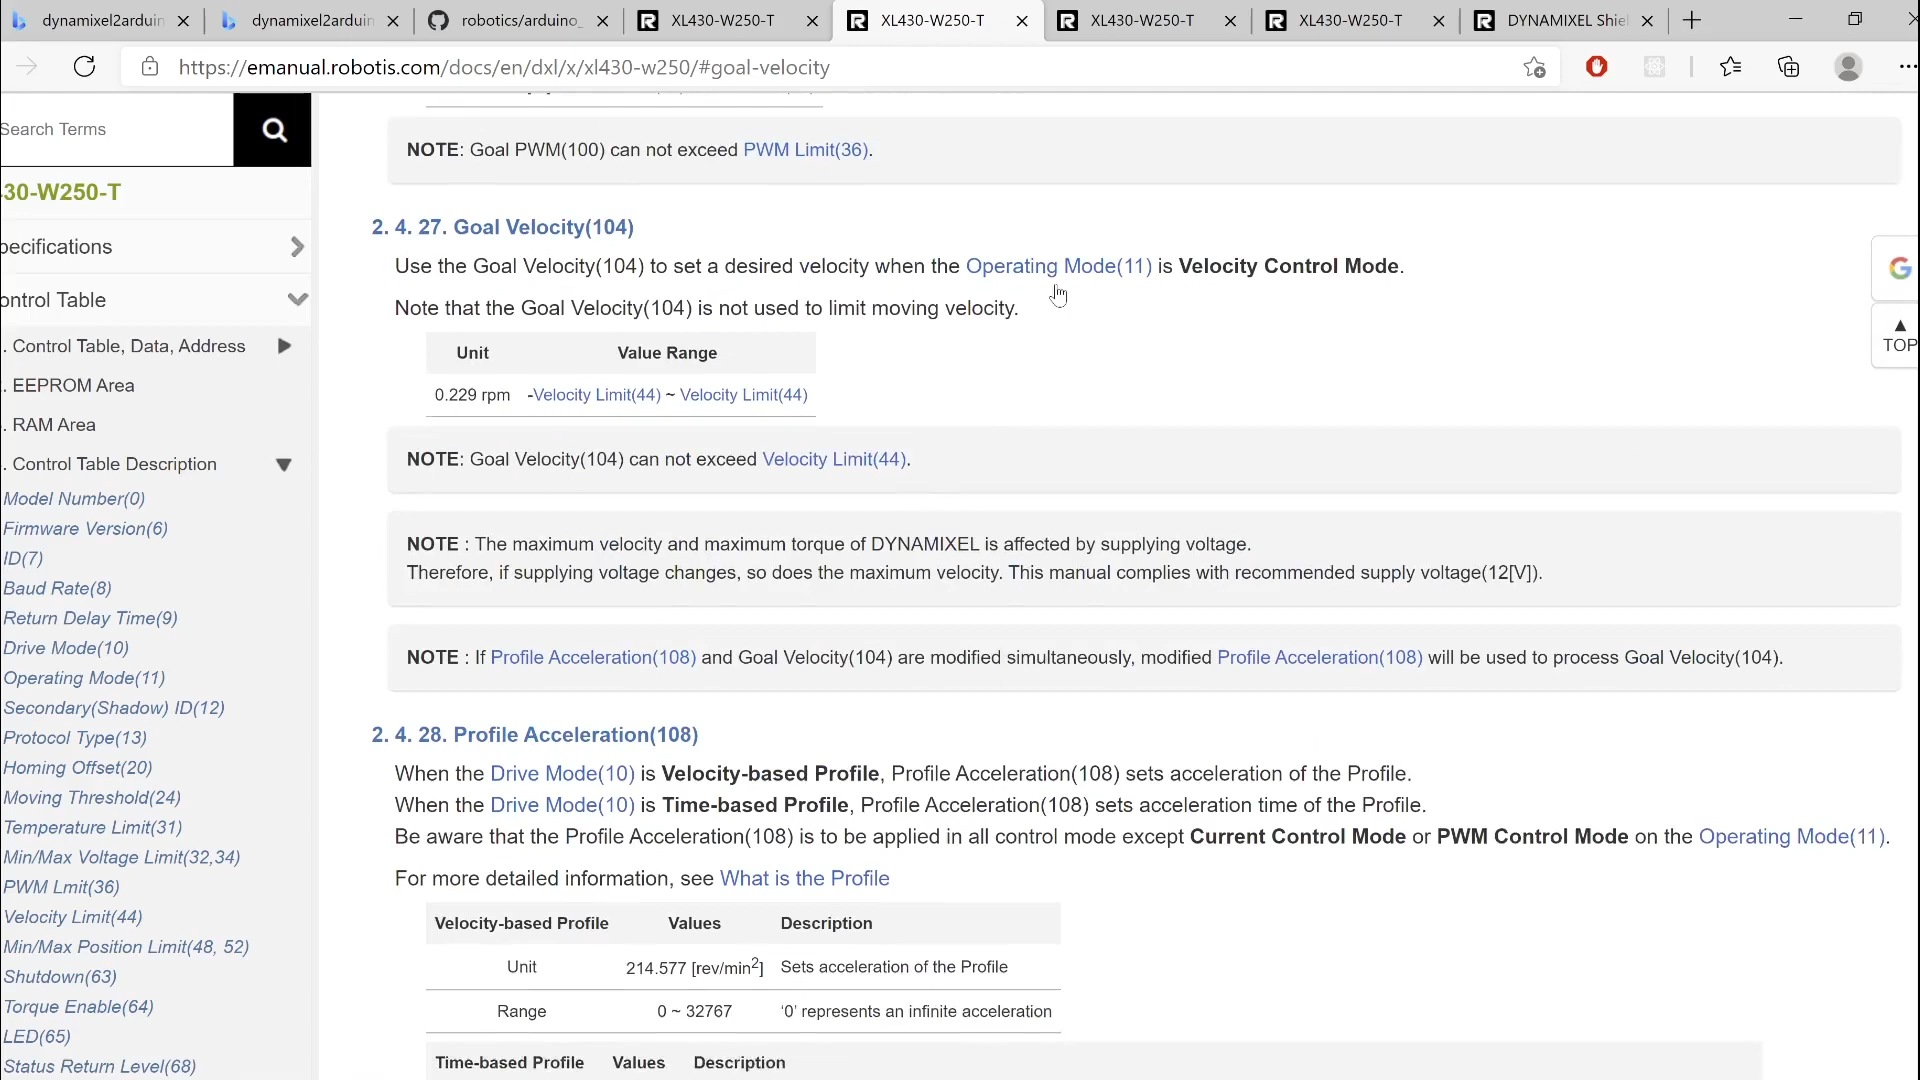 dynamixel2arduin
dynamixel2arduin
robotics/arduino_
XL430-W250-T
XL430-W250-T
XL430-W250-T
XL430-W250-T
DYNAMIXEL Shie
https://emanual.robotis.com/docs/en/dxl/x/xl430-w250/#goal-velocity
Search Terms
430-W250-T
pecifications
ontrol Table
. Control Table, Data, Address
. EEPROM Area
. RAM Area
. Control Table Description
Model Number(0)
Firmware Version(6)
ID(7)
Baud Rate(8)
Return Delay Time(9)
Drive Mode(10)
Operating Mode(11)
Secondary(Shadow) ID(12)
Protocol Type(13)
Homing Offset(20)
Moving Threshold(24)
Temperature Limit(31)
Min/Max Voltage Limit(32,34)
PWM Lmit(36)
Velocity Limit(44)
Min/Max Position Limit(48, 52)
Shutdown(63)
Torque Enable(64)
LED(65)
Status Return Level(68)
NOTE: Goal PWM(100) can not exceed PWM Limit(36).
2. 4. 27. Goal Velocity(104)
Use the Goal Velocity(104) to set a desired velocity when the Operating Mode(11) is Velocity Control Mode.
Note that the Goal Velocity(104) is not used to limit moving velocity.
Unit Value Range
0.229 rpm -Velocity Limit(44) ~ Velocity Limit(44)
NOTE: Goal Velocity(104) can not exceed Velocity Limit(44).
NOTE : The maximum velocity and maximum torque of DYNAMIXEL is affected by supplying voltage.
Therefore, if supplying voltage changes, so does the maximum velocity. This manual complies with recommended supply voltage(12[V]).
NOTE : If Profile Acceleration(108) and Goal Velocity(104) are modified simultaneously, modified Profile Acceleration(108) will be used to process Goal Velocity(104).
2. 4. 28. Profile Acceleration(108)
When the Drive Mode(10) is Velocity-based Profile, Profile Acceleration(108) sets acceleration of the Profile.
When the Drive Mode(10) is Time-based Profile, Profile Acceleration(108) sets acceleration time of the Profile.
Be aware that the Profile Acceleration(108) is to be applied in all control mode except Current Control Mode or PWM Control Mode on the Operating Mode(11).
For more detailed information, see What is the Profile
Velocity-based Profile Values Description
Unit 214.577 [rev/min2] Sets acceleration of the Profile
Range 0 ~ 32767 ‘0’ represents an infinite acceleration
Time-based Profile Values Description
G
▲
TOP